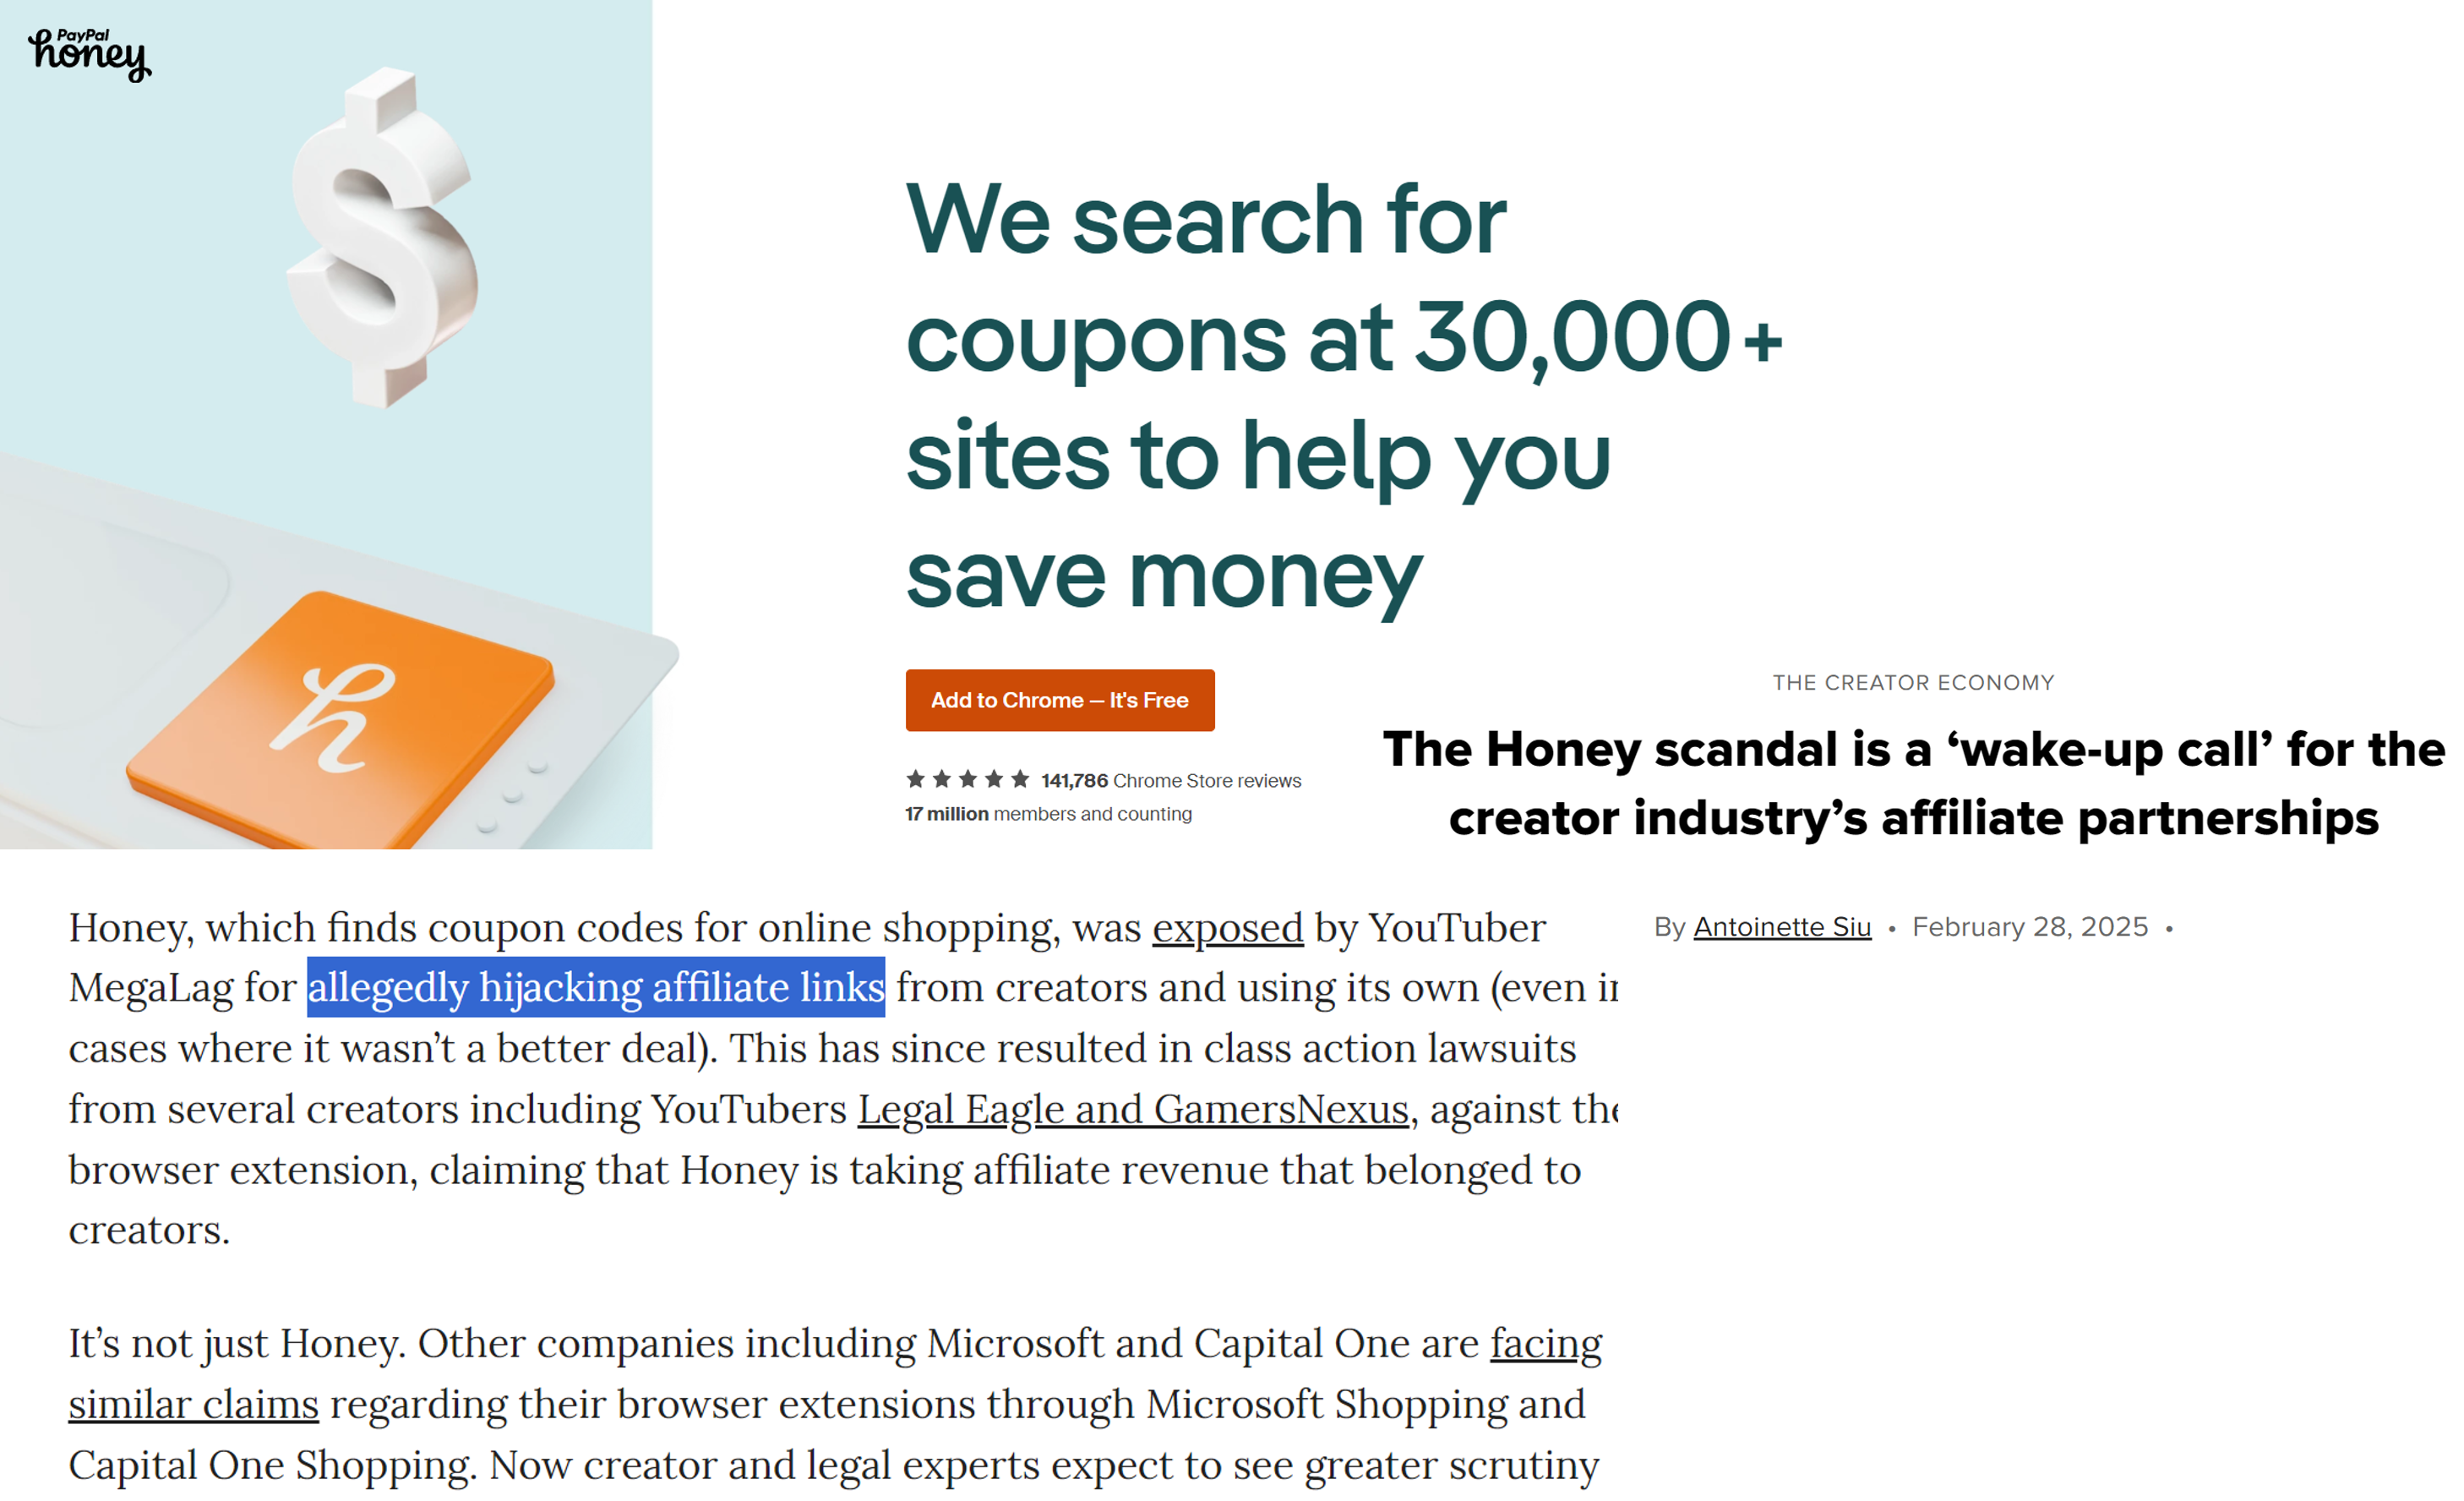 PayPal
honey
We search for
coupons at 30,000+
sites to help you
save money
h
Add to Chrome – It's Free
141,786 Chrome Store reviews
17 million members and counting
THE CREATOR ECONOMY
The Honey scandal is a ‘wake-up call’ for the
creator industry’s affiliate partnerships
By Antoinette Siu • February 28, 2025 •
Honey, which finds coupon codes for online shopping, was exposed by YouTuber
MegaLag for allegedly hijacking affiliate links from creators and using its own (even
cases where it wasn’t a better deal). This has since resulted in class action lawsuits
from several creators including YouTubers Legal Eagle and GamersNexus, against the
browser extension, claiming that Honey is taking affiliate revenue that belonged to
creators.
It’s not just Honey. Other companies including Microsoft and Capital One are facing
similar claims regarding their browser extensions through Microsoft Shopping and
Capital One Shopping. Now creator and legal experts expect to see greater scrutiny